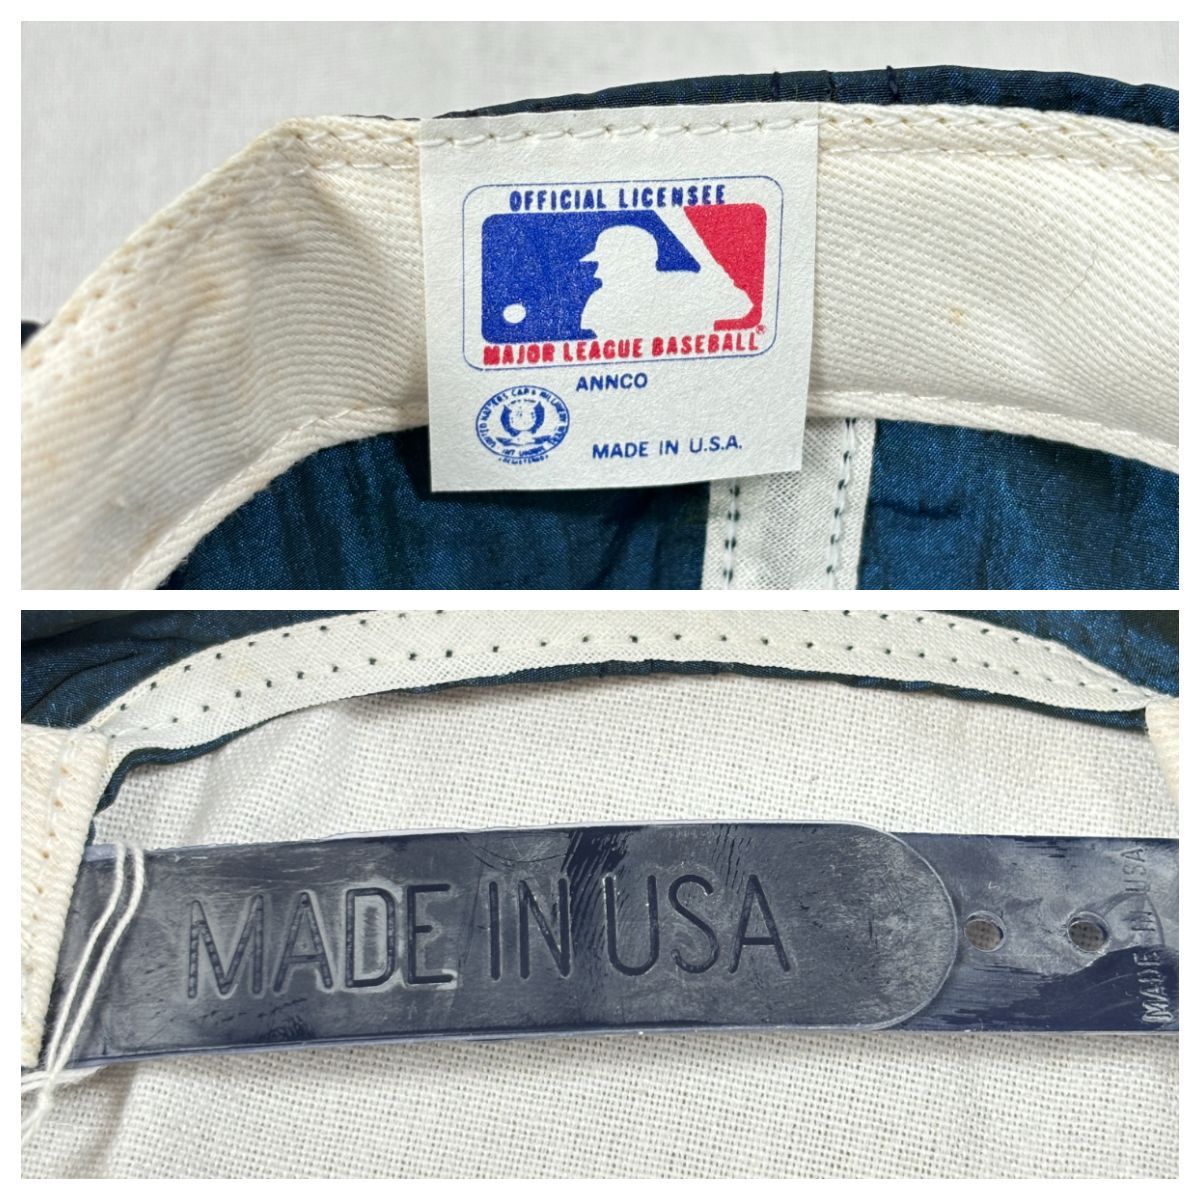 OFFICIAL LICENSEE
MAJOR LEAGUE BASEBALL®
ANNCO
MADE IN U.S.A.
MADE IN USA
MADE IN USA